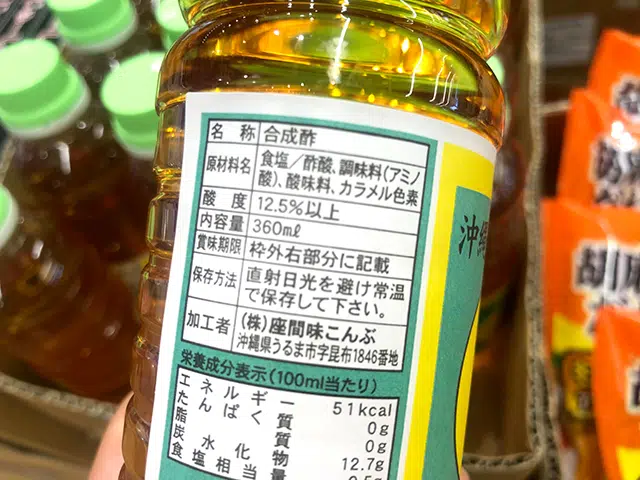 名称 合成酢
原材料名 食塩／酢酸、調味料(アミノ
酸)、酸味料、カラメル色素
酸度 12.5%以上
内容量 360mℓ
賞味期限 枠外右部分に記載
保存方法 直射日光を避け常温
で保存して下さい。
加工者 (株)座間味こんぶ
沖縄県うるま市字昆布1846番地
栄養成分表示(100ml当たり)
エネルギー 51kcal
たんぱく質 0g
脂質 0g
炭水化物 12.7g
食塩相当量
沖縄
胡麻